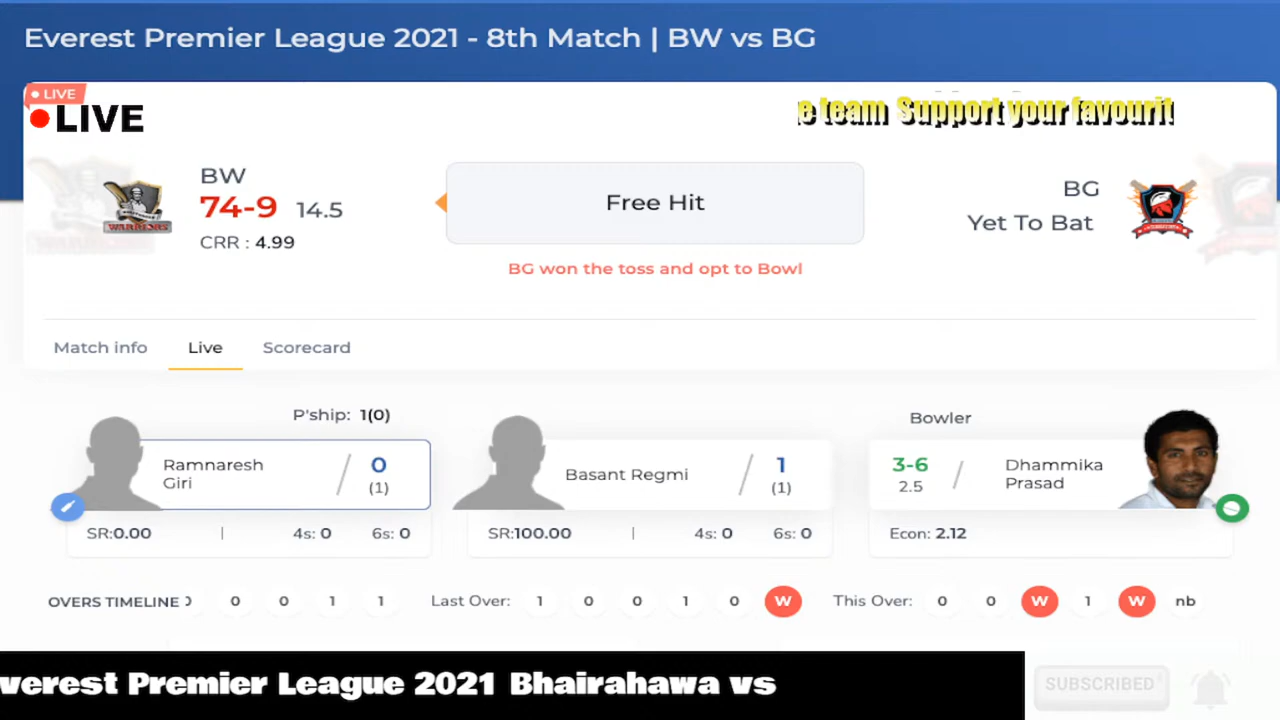 Everest Premier League 2021 - 8th Match | BW vs BG
LIVE
LIVE
e team Support your favourit
BW
74-9 14.5
CRR : 4.99
Free Hit
BG won the toss and opt to Bowl
BG
Yet To Bat
WARRIORS
Match info Live Scorecard
P'ship: 1(0)
Ramnaresh
Giri
0
(1)
SR:0.00 | 4s: 0 6s: 0
Basant Regmi
1
(1)
SR:100.00 | 4s: 0 6s: 0
Bowler
3-6
2.5
Dhammika
Prasad
Econ: 2.12
OVERS TIMELINE 0 0 0 1 1 Last Over: 1 0 0 1 0 W This Over: 0 0 W 1 W nb
verest Premier League 2021 Bhairahawa vs
SUBSCRIBED